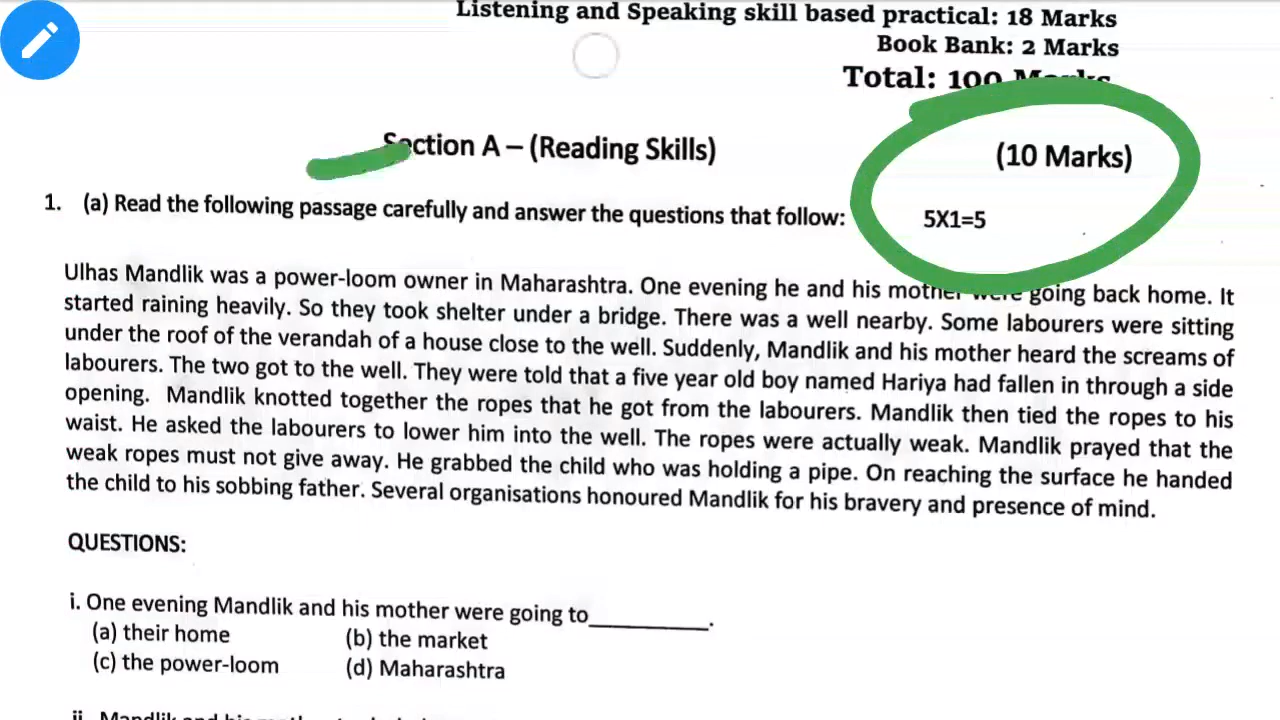 Listening and Speaking skill based practical: 18 Marks
Book Bank: 2 Marks
Total: 100 Marks
Section A – (Reading Skills) (10 Marks)
1. (a) Read the following passage carefully and answer the questions that follow: 5X1=5
Ulhas Mandlik was a power-loom owner in Maharashtra. One evening he and his mother were going back home. It
started raining heavily. So they took shelter under a bridge. There was a well nearby. Some labourers were sitting
under the roof of the verandah of a house close to the well. Suddenly, Mandlik and his mother heard the screams of
labourers. The two got to the well. They were told that a five year old boy named Hariya had fallen in through a side
opening. Mandlik knotted together the ropes that he got from the labourers. Mandlik then tied the ropes to his
waist. He asked the labourers to lower him into the well. The ropes were actually weak. Mandlik prayed that the
weak ropes must not give away. He grabbed the child who was holding a pipe. On reaching the surface he handed
the child to his sobbing father. Several organisations honoured Mandlik for his bravery and presence of mind.
QUESTIONS:
i. One evening Mandlik and his mother were going to__________.
(a) their home (b) the market
(c) the power-loom (d) Maharashtra
ii. Mandlik and his mother